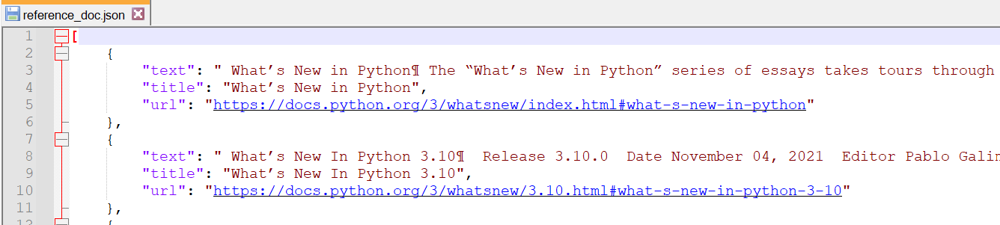 reference_doc.json
1 [
2 {
3 "text": " What’s New in Python¶ The “What’s New in Python” series of essays takes tours through
4 "title": "What’s New in Python",
5 "url": "https://docs.python.org/3/whatsnew/index.html#what-s-new-in-python"
6 },
7 {
8 "text": " What’s New In Python 3.10¶  Release 3.10.0  Date November 04, 2021  Editor Pablo Galin
9 "title": "What’s New In Python 3.10",
10 "url": "https://docs.python.org/3/whatsnew/3.10.html#what-s-new-in-python-3-10"
11 },
12 {